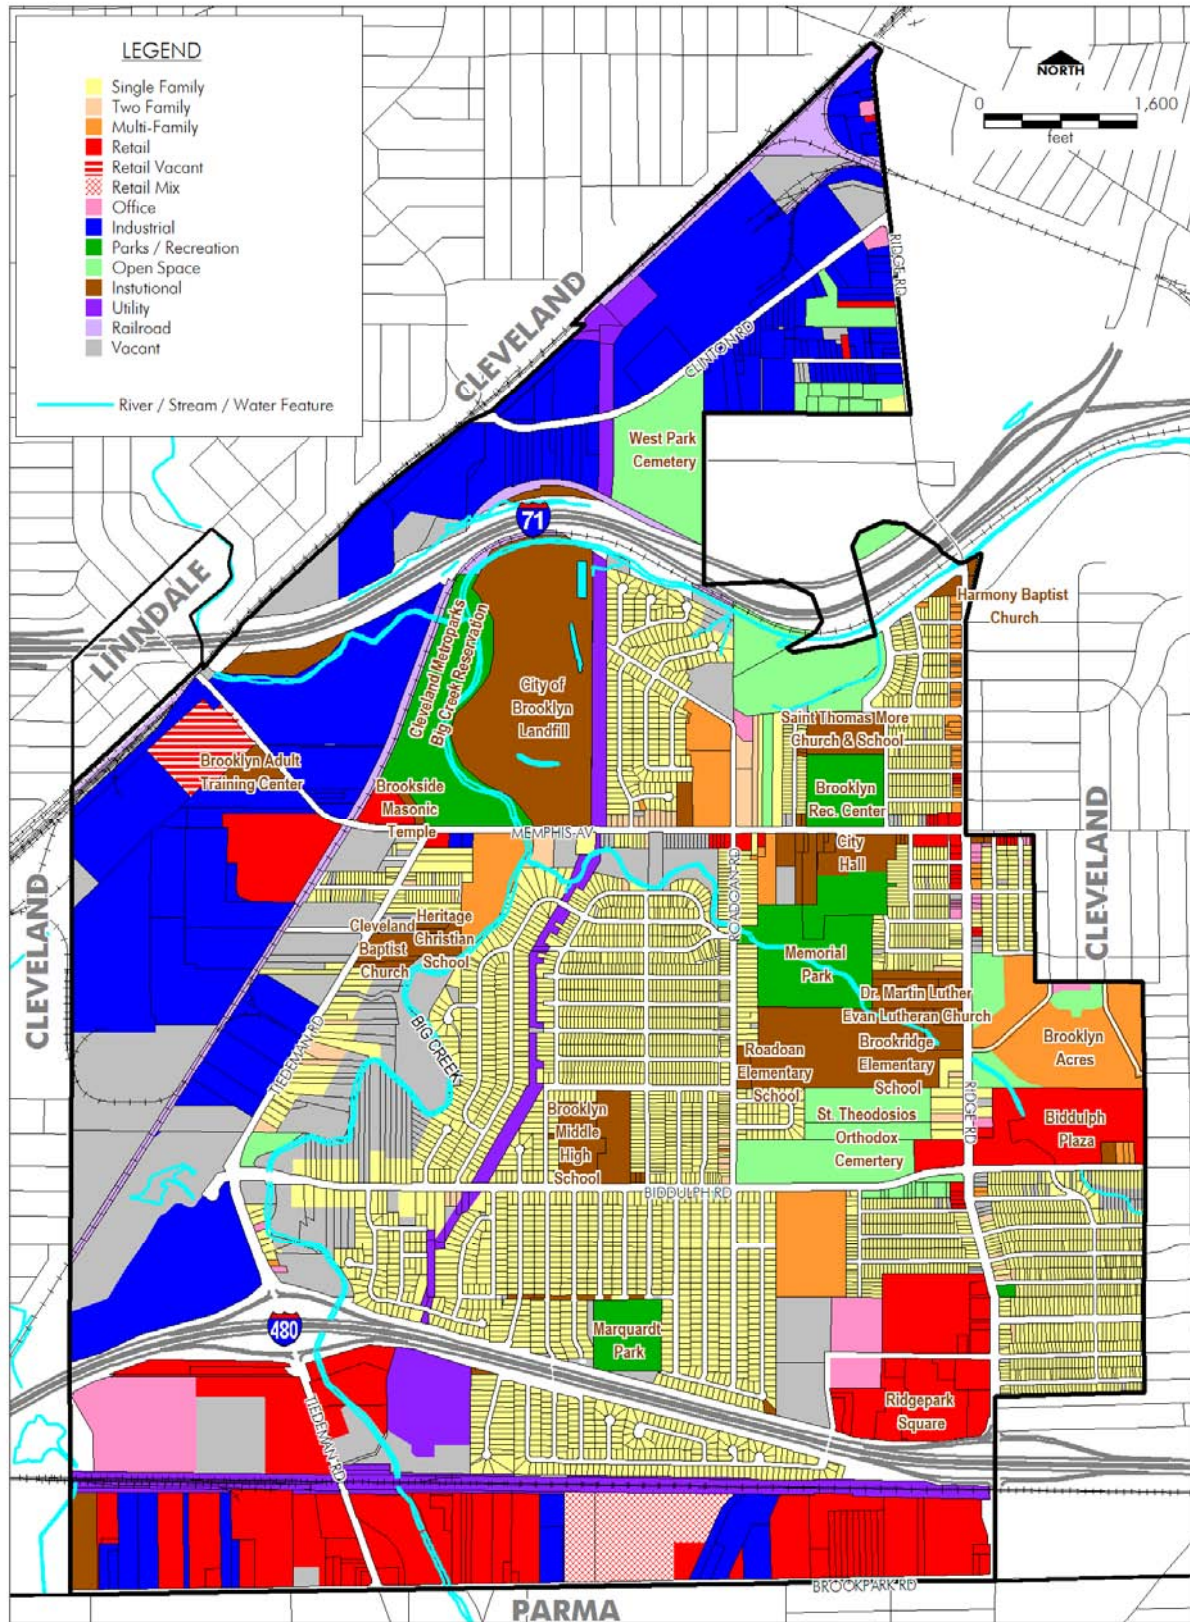 LEGEND
Single Family
Two Family
Multi-Family
Retail
Retail Vacant
Retail Mix
Office
Industrial
Parks / Recreation
Open Space
Instutional
Utility
Railroad
Vacant
River / Stream / Water Feature
NORTH
0 1,600
feet
CLEVELAND
RIDGE RD
CLINTON RD
West Park
Cemetery
71
LINNDALE
Harmony Baptist
Church
Cleveland Metroparks
Big Creek Reservation
City of
Brooklyn
Landfill
Saint Thomas More
Church & School
Brooklyn Adult
Training Center
Brookside
Masonic
Temple
Brooklyn
Rec. Center
MEMPHIS AV
City
Hall
CLEVELAND
ROADOAN RD
CLEVELAND
Cleveland
Baptist
Church
Heritage
Christian
School
Memorial
Park
Dr. Martin Luther
Evan Lutheran Church
BIG CREEK
TIEDEMAN RD
Roadoan
Elementary
School
Brookridge
Elementary
School
Brooklyn
Acres
RIDGE RD
Brooklyn
Middle
High
School
St. Theodosios
Orthodox
Cemertery
Biddulph
Plaza
BIDDULPH RD
480
Marquardt
Park
TIEDEMAN RD
Ridgepark
Square
BROOKPARK RD
PARMA